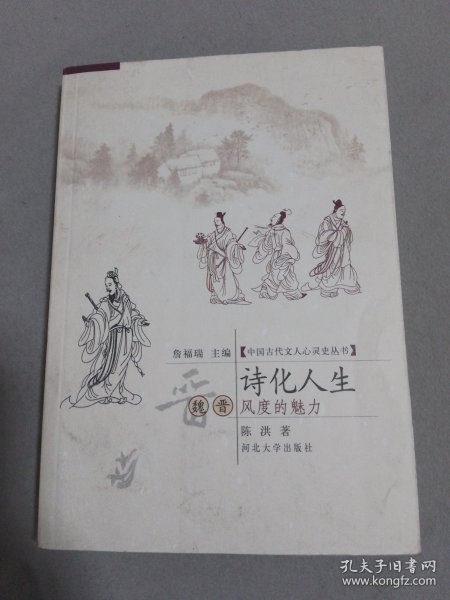 詹福瑞 主编【中国古代文人心灵史丛书】
晋
诗化人生
魏晋风度的魅力
陈洪著
河北大学出版社
孔夫子旧书网
www.kongfz.com